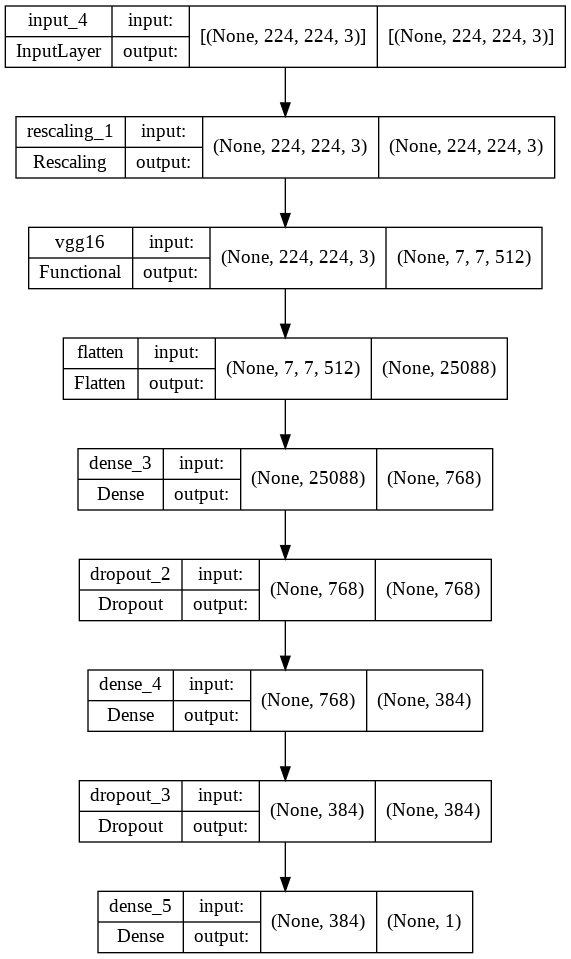 input_4 input: [(None, 224, 224, 3)] [(None, 224, 224, 3)]
InputLayer output:
rescaling_1 input: (None, 224, 224, 3) (None, 224, 224, 3)
Rescaling output:
vgg16 input: (None, 224, 224, 3) (None, 7, 7, 512)
Functional output:
flatten input: (None, 7, 7, 512) (None, 25088)
Flatten output:
dense_3 input: (None, 25088) (None, 768)
Dense output:
dropout_2 input: (None, 768) (None, 768)
Dropout output:
dense_4 input: (None, 768) (None, 384)
Dense output:
dropout_3 input: (None, 384) (None, 384)
Dropout output:
dense_5 input: (None, 384) (None, 1)
Dense output: